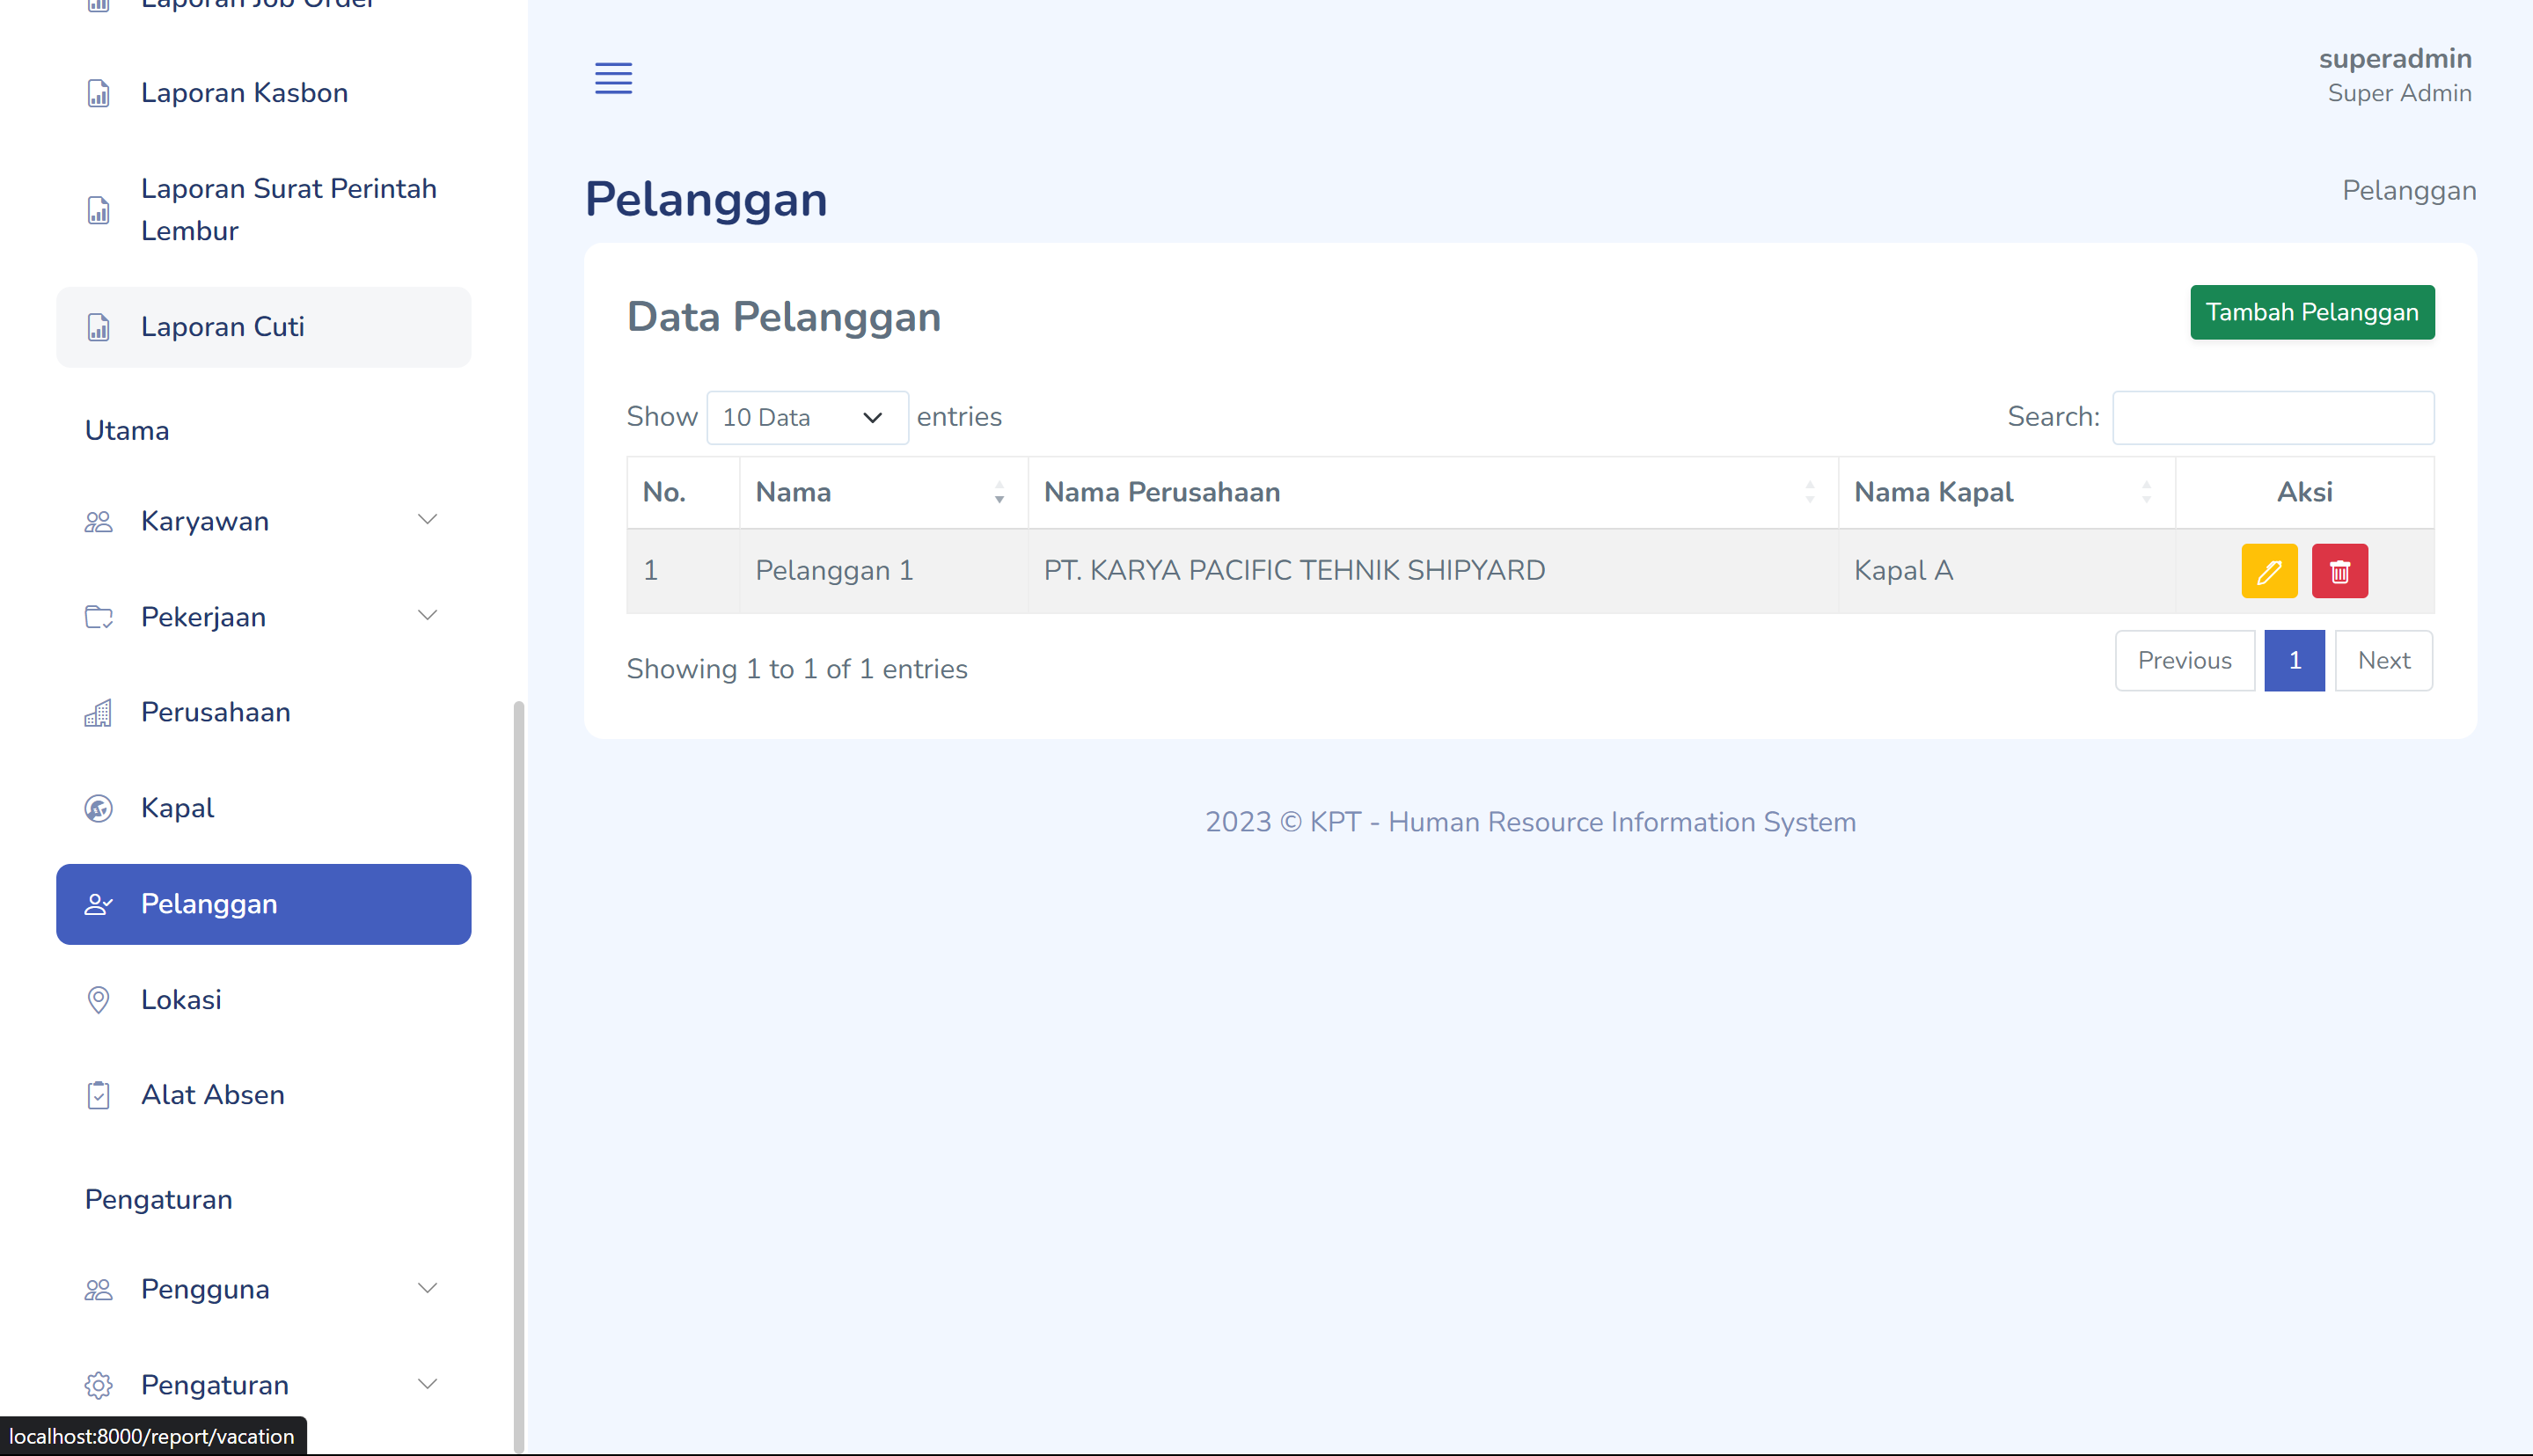 Laporan Job Order
Laporan Kasbon
Laporan Surat Perintah
Lembur
Laporan Cuti
Utama
Karyawan
Pekerjaan
Perusahaan
Kapal
Pelanggan
Lokasi
Alat Absen
Pengaturan
Pengguna
Pengaturan
localhost:8000/report/vacation
superadmin
Super Admin
Pelanggan
Pelanggan
Data Pelanggan
Tambah Pelanggan
Show 10 Data entries
Search:
No. Nama Nama Perusahaan Nama Kapal Aksi
1 Pelanggan 1 PT. KARYA PACIFIC TEHNIK SHIPYARD Kapal A
Showing 1 to 1 of 1 entries
Previous 1 Next
2023 © KPT - Human Resource Information System